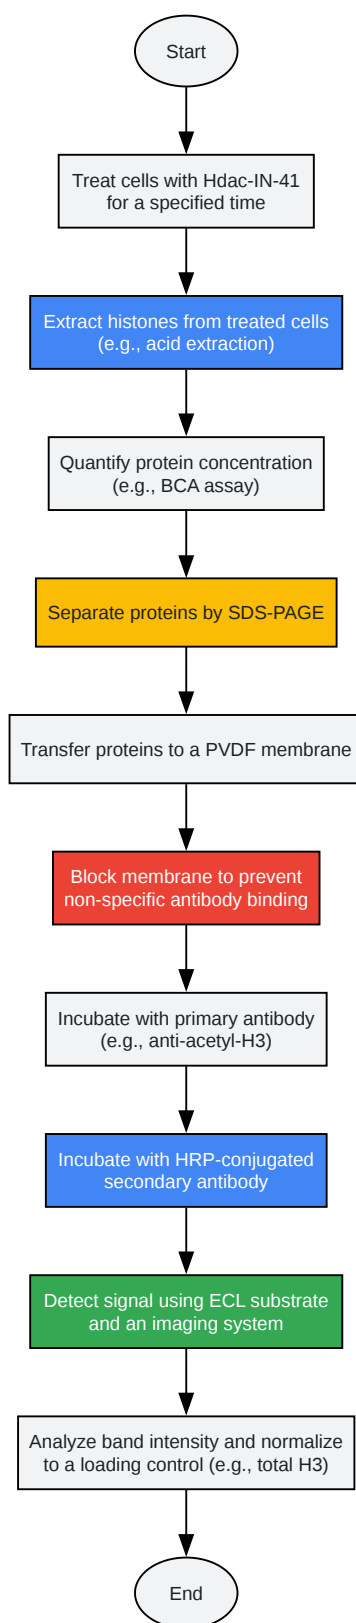 Start
Treat cells with Hdac-IN-41
for a specified time
Extract histones from treated cells
(e.g., acid extraction)
Quantify protein concentration
(e.g., BCA assay)
Separate proteins by SDS-PAGE
Transfer proteins to a PVDF membrane
Block membrane to prevent
non-specific antibody binding
Incubate with primary antibody
(e.g., anti-acetyl-H3)
Incubate with HRP-conjugated
secondary antibody
Detect signal using ECL substrate
and an imaging system
Analyze band intensity and normalize
to a loading control (e.g., total H3)
End